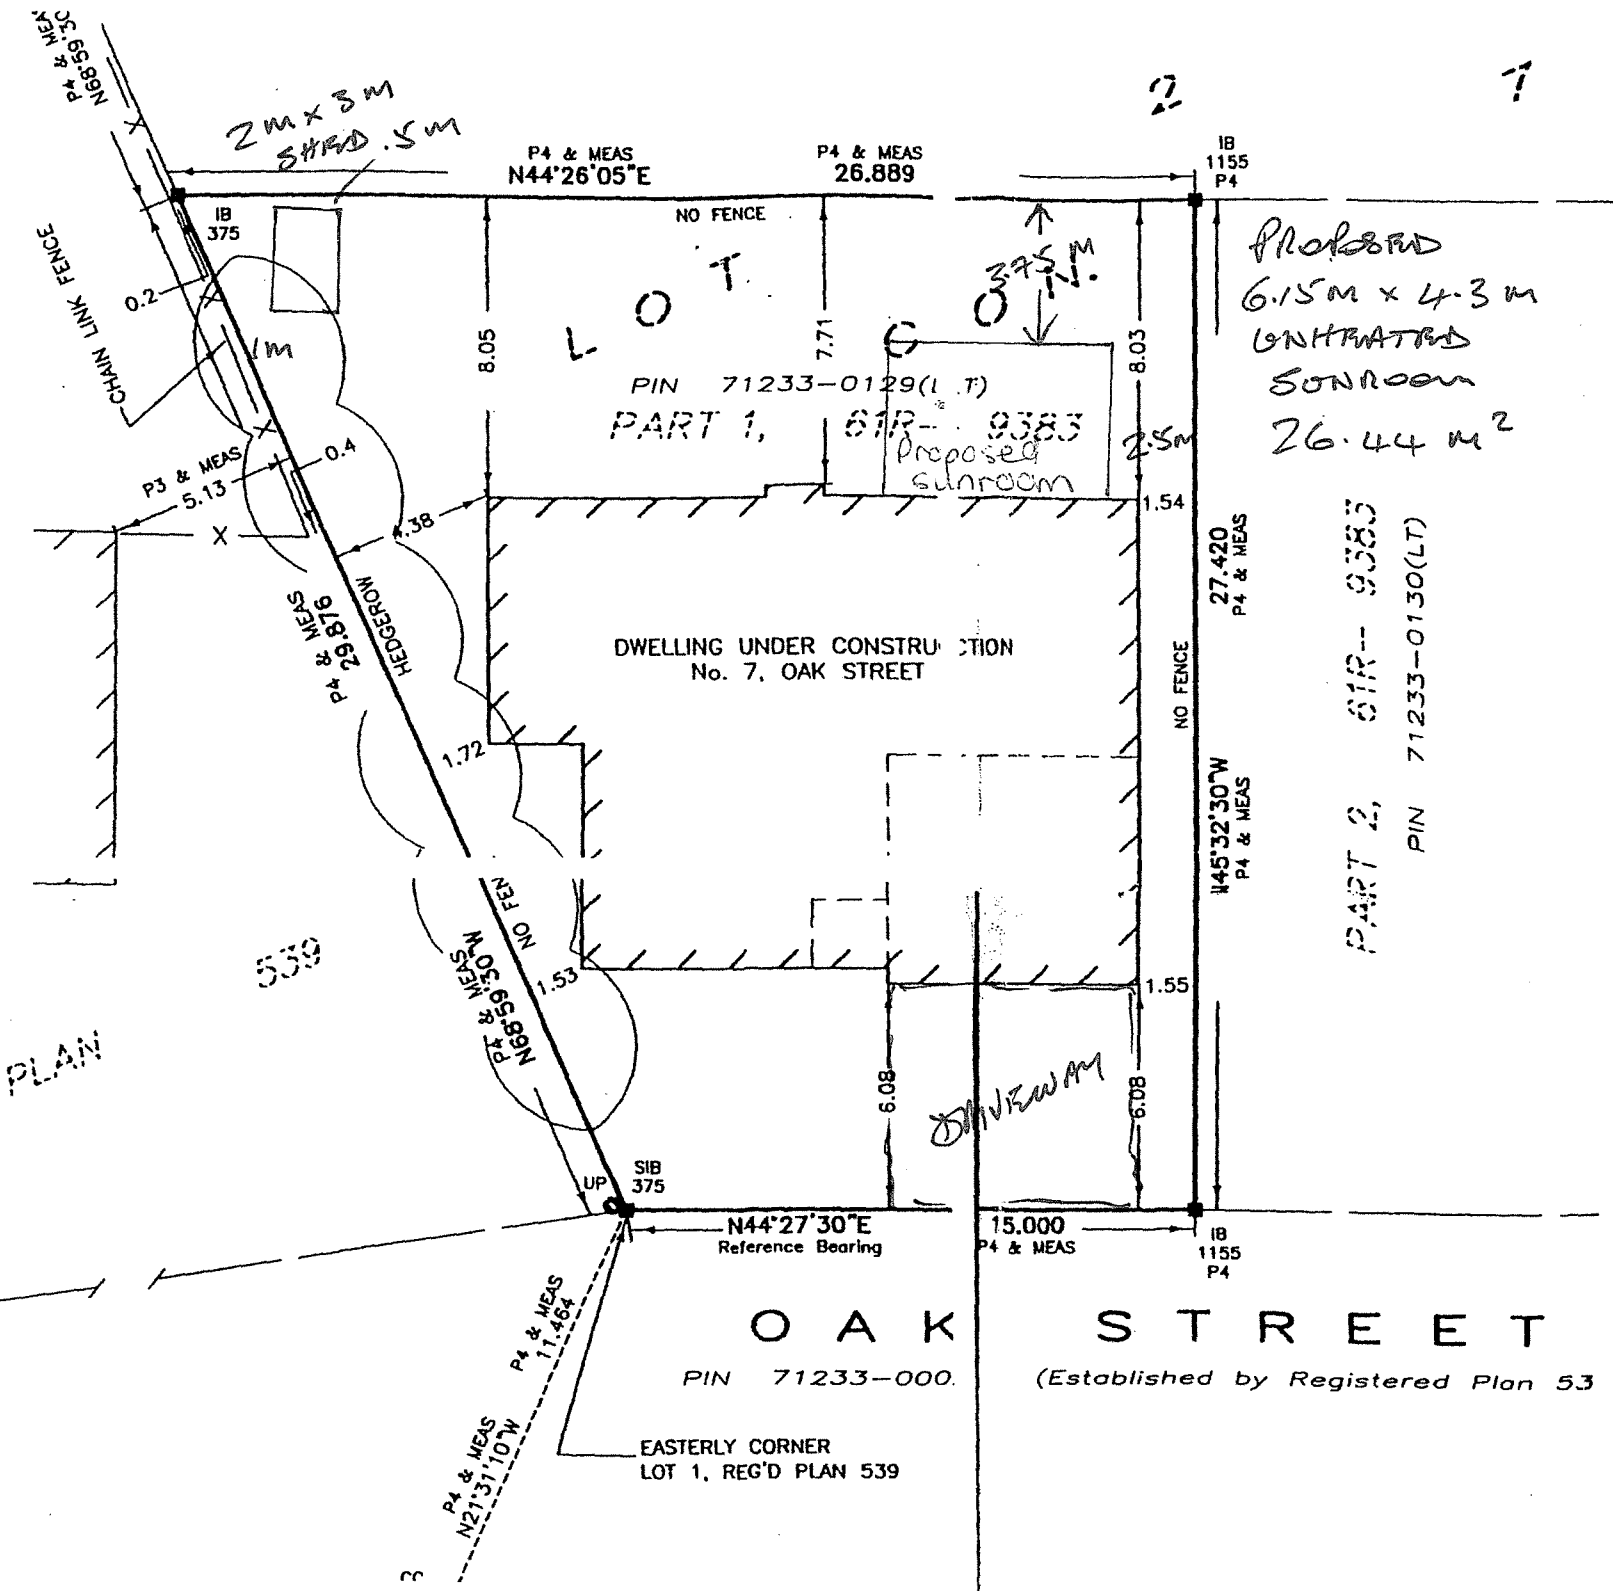 P4 & MEAS
2m x 3m
SHED .5m
P4 & MEAS
N44°26'05"E
P4 & MEAS
26.889
IB
1155
P4
IB
375
NO FENCE
CHAIN LINK FENCE
0.2
1m
8.05
7.71
3.75 M
8.03
L O T
PIN 71233-0129(L.T)
PART 1, 61R- 9383
Proposed
sunroom
2.5m
PROPOSED
6.15M x 4.3M
UNHEATED
SUNROOM
26.44 m²
P3 & MEAS
5.13
0.4
X
4.38
1.54
27.420
P4 & MEAS
P4 & MEAS
29.876
HEDGEROW
DWELLING UNDER CONSTRUCTION
No. 7, OAK STREET
NO FENCE
1.72
N45°32'30"W
P4 & MEAS
PART 2, 61R-- 9383
PIN 71233-0130(LT)
NO FEN
P4 & MEAS
N68°59'30"W
1.53
1.55
539
PLAN
6.08
DRIVEWAY
6.08
UP
SIB
375
N44°27'30"E
Reference Bearing
15.000
P4 & MEAS
IB
1155
P4
P4 & MEAS
11.464
OAK STREET
PIN 71233-000.
(Established by Registered Plan 53
P4 & MEAS
N21°31'10"W
EASTERLY CORNER
LOT 1, REG'D PLAN 539